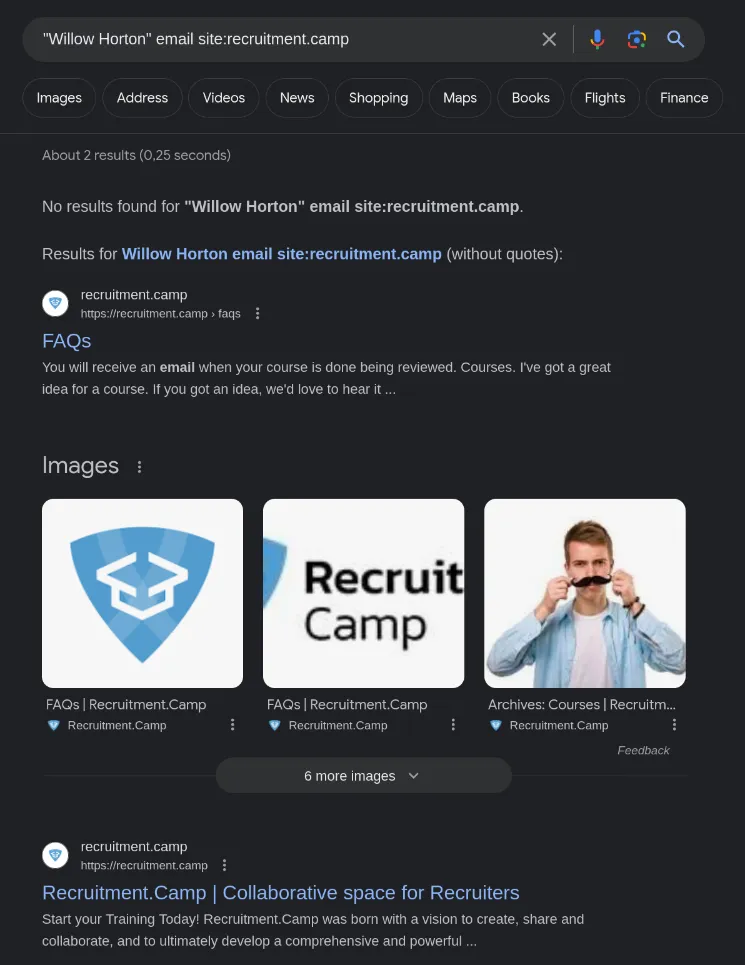 "Willow Horton" email site:recruitment.camp
Images Address Videos News Shopping Maps Books Flights Finance
About 2 results (0,25 seconds)
No results found for "Willow Horton" email site:recruitment.camp.
Results for Willow Horton email site:recruitment.camp (without quotes):
recruitment.camp
https://recruitment.camp › faqs
FAQs
You will receive an email when your course is done being reviewed. Courses. I've got a great
idea for a course. If you got an idea, we'd love to hear it ...
Images
Recruit
Camp
FAQs | Recruitment.Camp
Recruitment.Camp
FAQs | Recruitment.Camp
Recruitment.Camp
Archives: Courses | Recruitm...
Recruitment.Camp
Feedback
6 more images
recruitment.camp
https://recruitment.camp
Recruitment.Camp | Collaborative space for Recruiters
Start your Training Today! Recruitment.Camp was born with a vision to create, share and
collaborate, and to ultimately develop a comprehensive and powerful ...